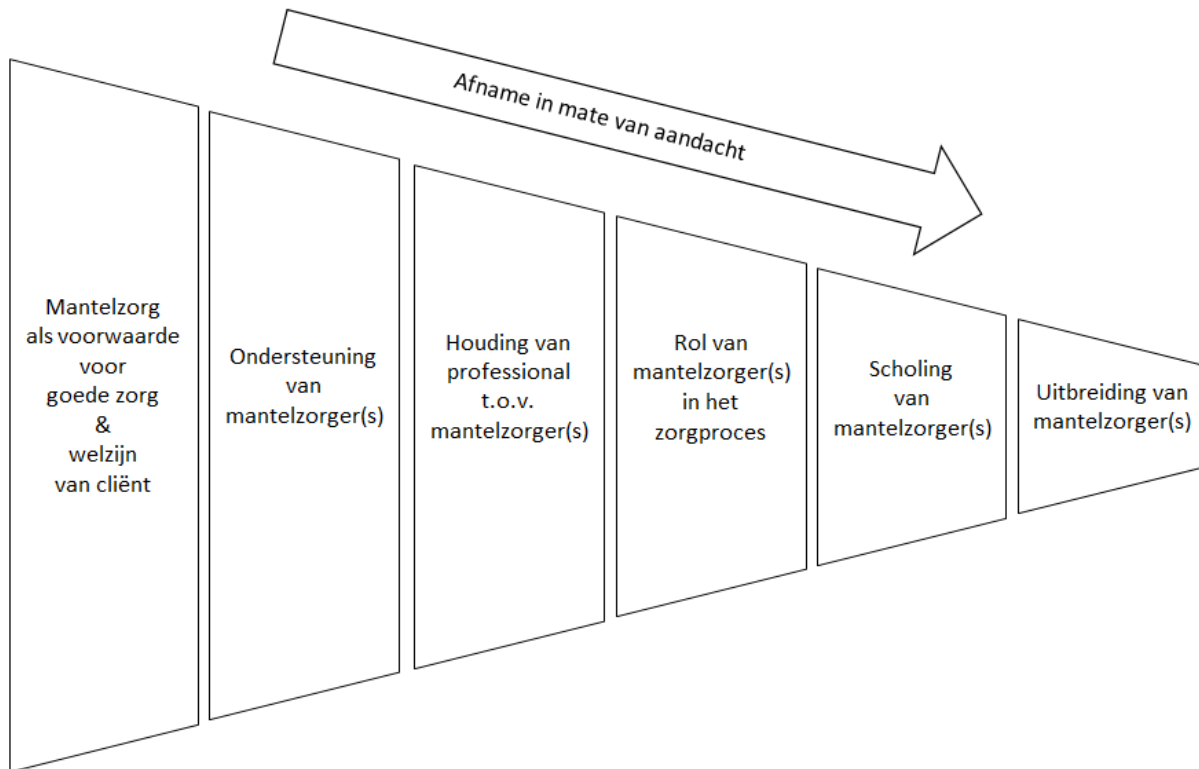 Afname in mate van aandacht
Mantelzorg
als voorwaarde
voor
goede zorg
&
welzijn
van cliënt
Ondersteuning
van
mantelzorger(s)
Houding van
professional
t.o.v.
mantelzorger(s)
Rol van
mantelzorger(s)
in het
zorgproces
Scholing
van
mantelzorger(s)
Uitbreiding van
mantelzorger(s)